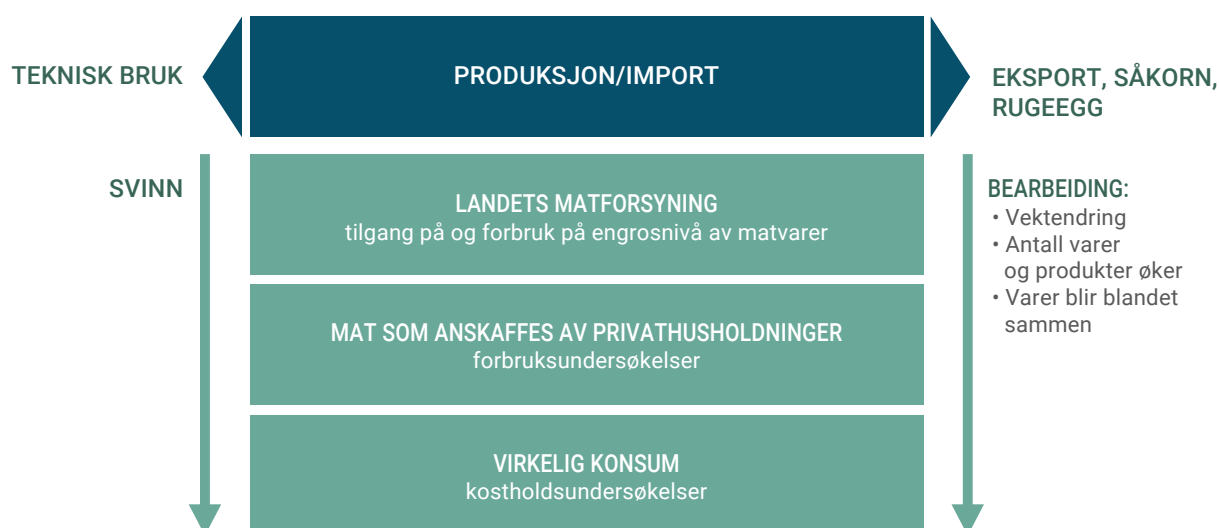 TEKNISK BRUK
PRODUKSJON/IMPORT
EKSPORT, SÅKORN,
RUGEEGG
SVINN
LANDETS MATFORSYNING
tilgang på og forbruk på engrosnivå av matvarer
BEARBEIDING:
• Vektendring
• Antall varer
og produkter øker
• Varer blir blandet
sammen
MAT SOM ANSKAFFES AV PRIVATHUSHOLDNINGER
forbruksundersøkelser
VIRKELIG KONSUM
kostholdsundersøkelser